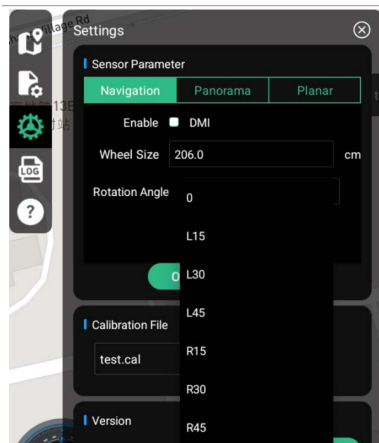 Village Rd
Settings
Sensor Parameter
Navigation
Panorama
Planar
Enable
DMI
Wheel Size
206.0
cm
Rotation Angle
0
L15
L30
L45
R15
R30
R45
Calibration File
test.cal
Version
LOG
?